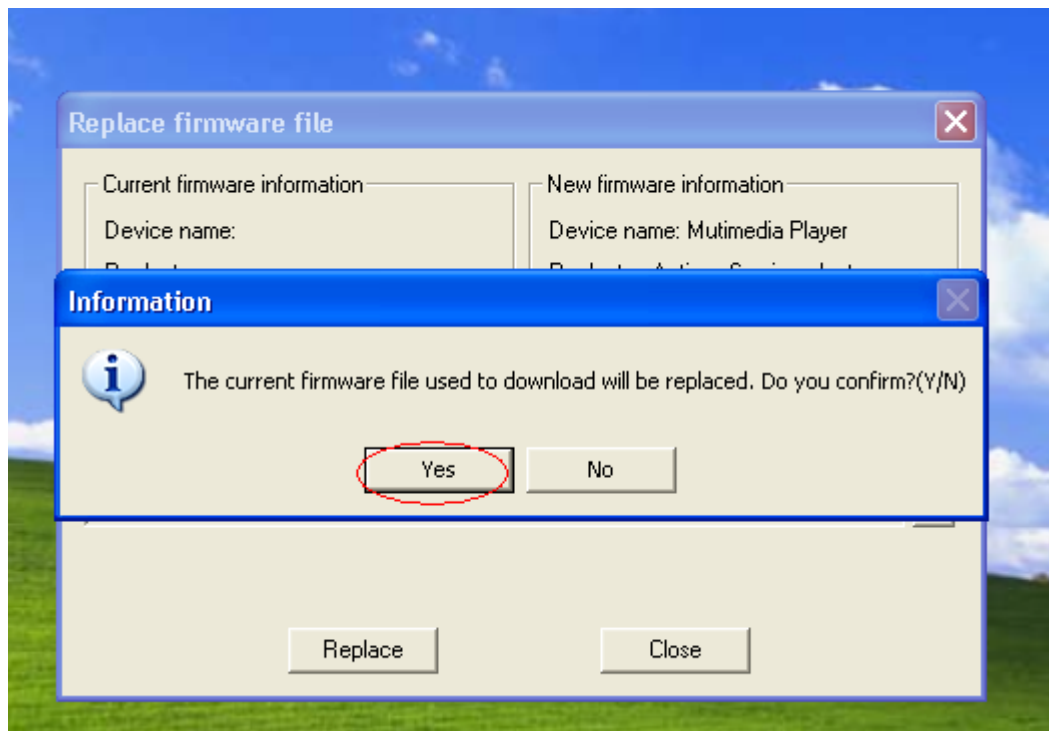 Replace firmware file
Current firmware information
New firmware information
Device name:
Device name: Mutimedia Player
Information
The current firmware file used to download will be replaced. Do you confirm?(Y/N)
Yes
No
Replace
Close